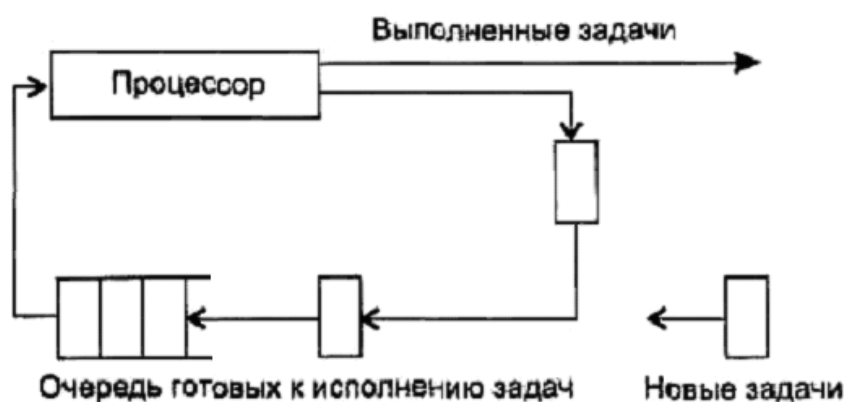 Выполненные задачи
Процессор
Очередь готовых к исполнению задач
Новые задачи